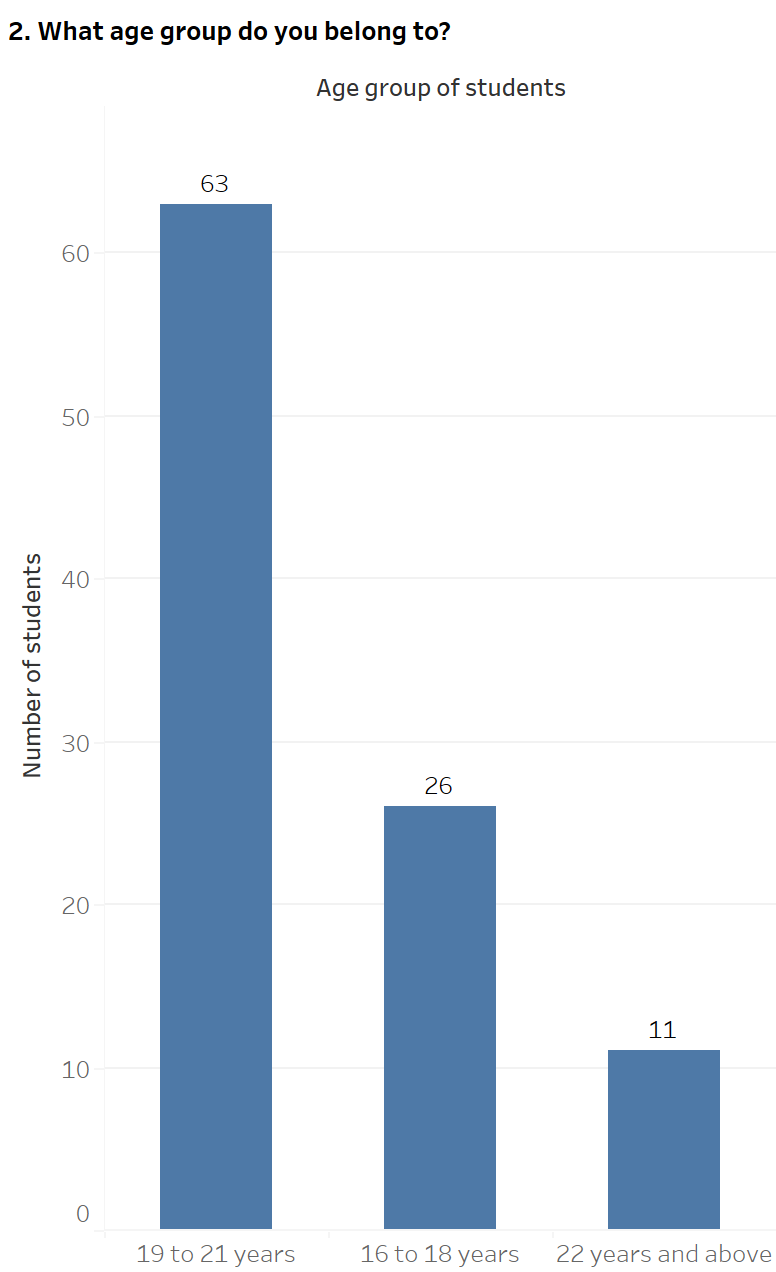 2. What age group do you belong to?
Age group of students
63
60
50
40
Number of students
30
26
20
11
10
0
19 to 21 years
16 to 18 years
22 years and above